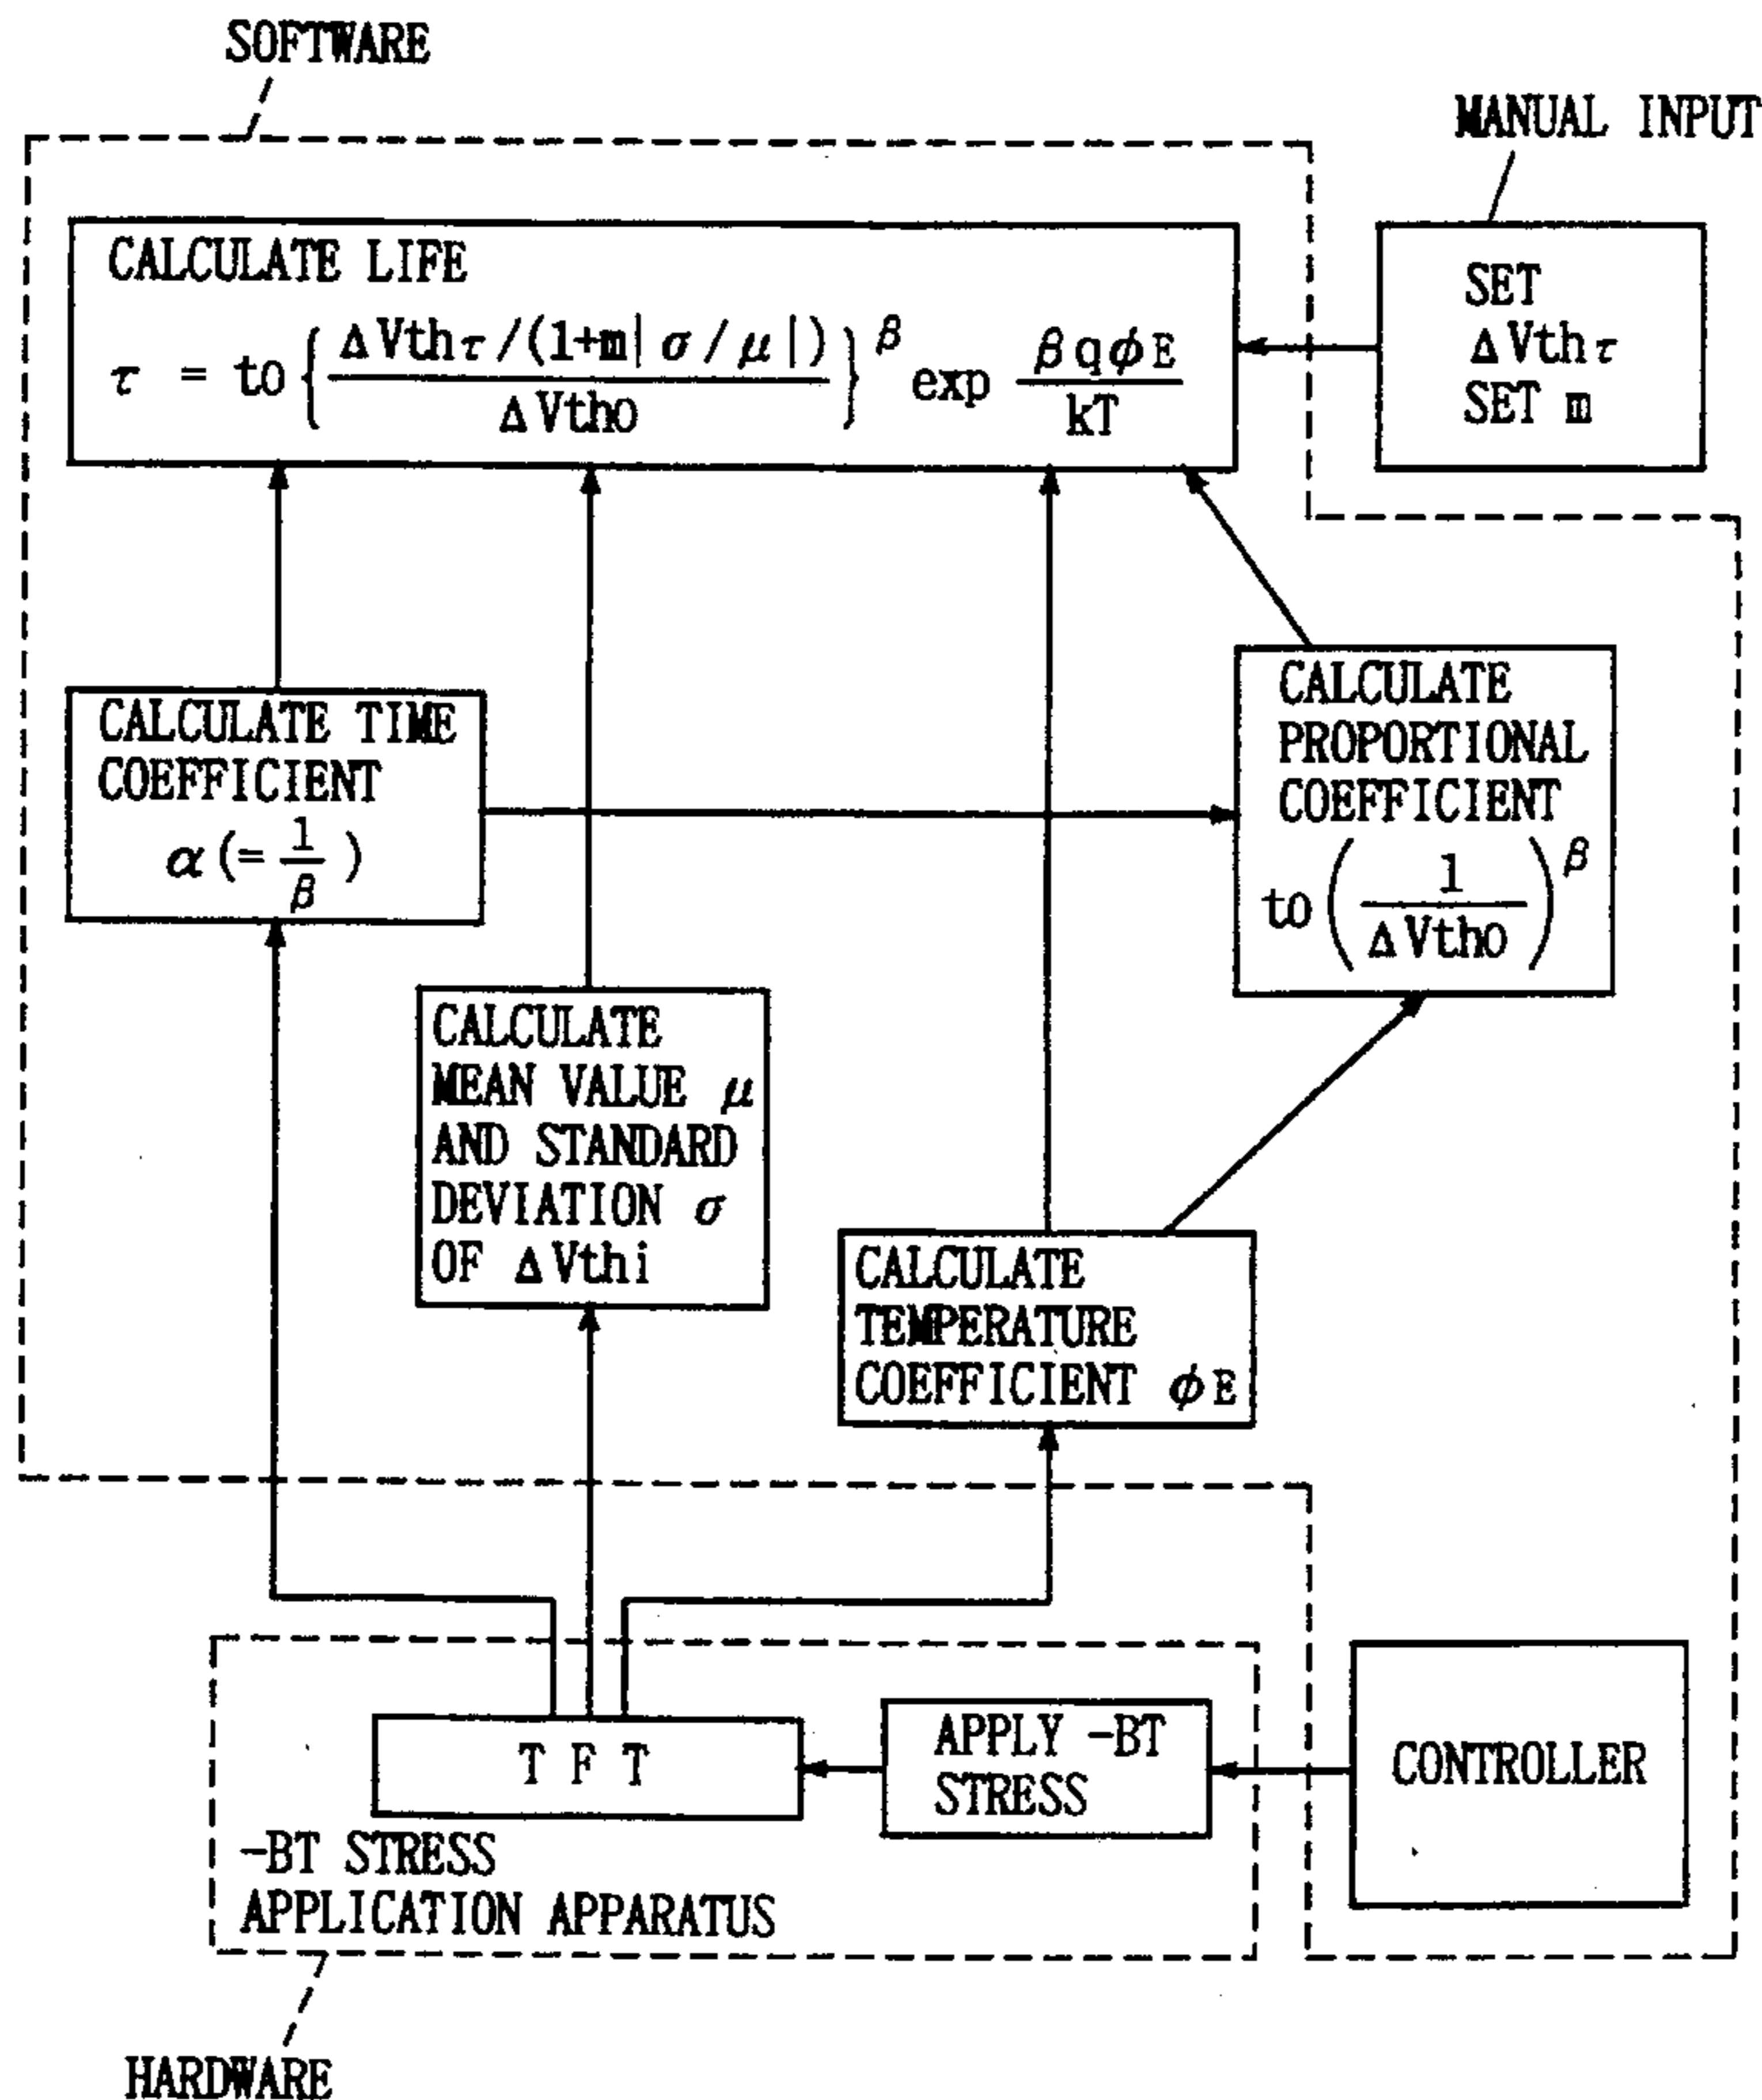 SOFTWARE
MANUAL INPUT
CALCULATE LIFE
τ = to { ΔVthτ/(1+m|σ/μ|) / ΔVtho }^β exp βqφE / kT
SET
ΔVthτ
SET m
CALCULATE TIME
COEFFICIENT
α(=1/β)
CALCULATE
PROPORTIONAL
COEFFICIENT
to(1/ΔVtho)^β
CALCULATE
MEAN VALUE μ
AND STANDARD
DEVIATION σ
OF ΔVthi
CALCULATE
TEMPERATURE
COEFFICIENT φE
T F T
APPLY -BT
STRESS
CONTROLLER
-BT STRESS
APPLICATION APPARATUS
HARDWARE